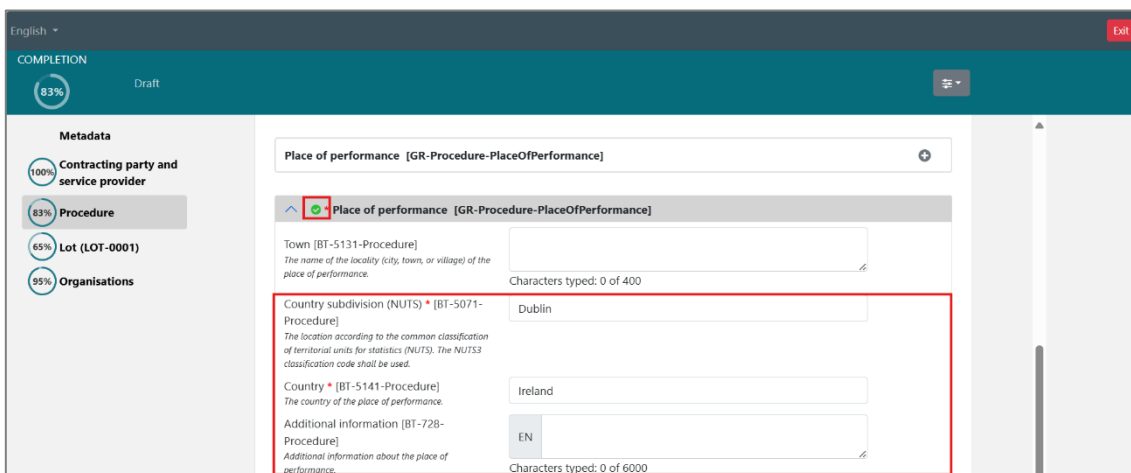 English
Exit
COMPLETION
83%
Draft
Metadata
100%
Contracting party and
service provider
83%
Procedure
65%
Lot (LOT-0001)
95%
Organisations
Place of performance [GR-Procedure-PlaceOfPerformance]
* Place of performance [GR-Procedure-PlaceOfPerformance]
Town [BT-5131-Procedure]
The name of the locality (city, town, or village) of the
place of performance.
Characters typed: 0 of 400
Country subdivision (NUTS) * [BT-5071-
Procedure]
The location according to the common classification
of territorial units for statistics (NUTS). The NUTS3
classification code shall be used.
Dublin
Country * [BT-5141-Procedure]
The country of the place of performance.
Ireland
Additional information [BT-728-
Procedure]
Additional information about the place of
performance.
EN
Characters typed: 0 of 6000